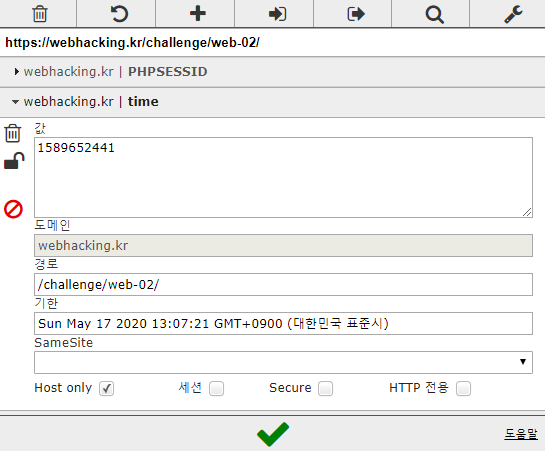 https://webhacking.kr/challenge/web-02/
webhacking.kr | PHPSESSID
webhacking.kr | time
값
1589652441
도메인
webhacking.kr
경로
/challenge/web-02/
기한
Sun May 17 2020 13:07:21 GMT+0900 (대한민국 표준시)
SameSite
Host only 세션 Secure HTTP 전용
도움말